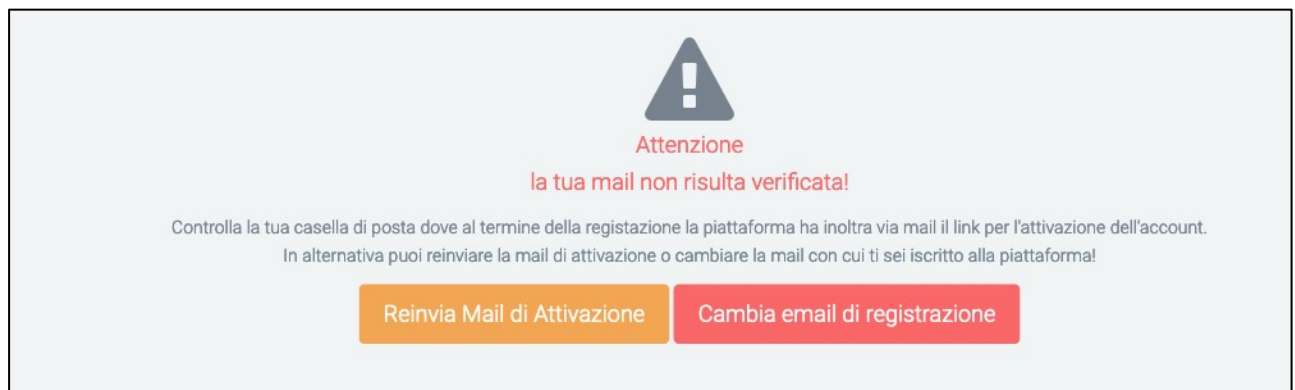 Attenzione
la tua mail non risulta verificata!
Controlla la tua casella di posta dove al termine della registazione la piattaforma ha inoltra via mail il link per l'attivazione dell'account.
In alternativa puoi reinviare la mail di attivazione o cambiare la mail con cui ti sei iscritto alla piattaforma!
Reinvia Mail di Attivazione
Cambia email di registrazione